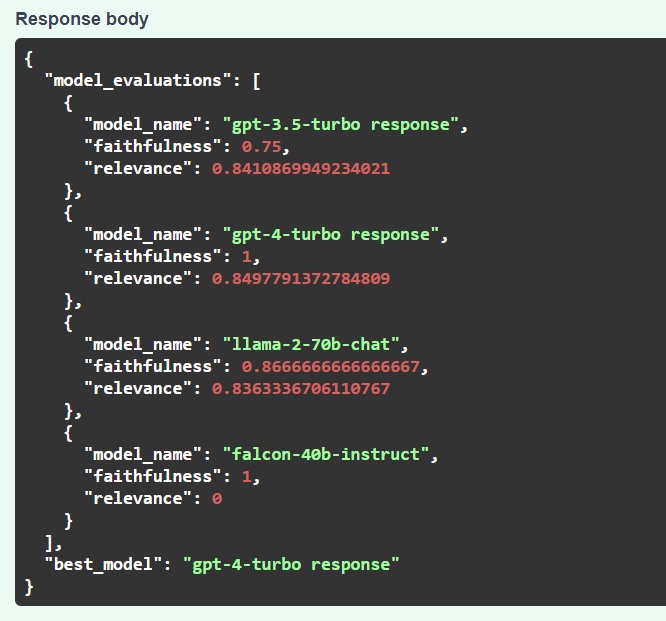 Response body
{
  "model_evaluations": [
    {
      "model_name": "gpt-3.5-turbo response",
      "faithfulness": 0.75,
      "relevance": 0.8410869949234021
    },
    {
      "model_name": "gpt-4-turbo response",
      "faithfulness": 1,
      "relevance": 0.8497791372784809
    },
    {
      "model_name": "llama-2-70b-chat",
      "faithfulness": 0.8666666666666667,
      "relevance": 0.8363336706110767
    },
    {
      "model_name": "falcon-40b-instruct",
      "faithfulness": 1,
      "relevance": 0
    }
  ],
  "best_model": "gpt-4-turbo response"
}